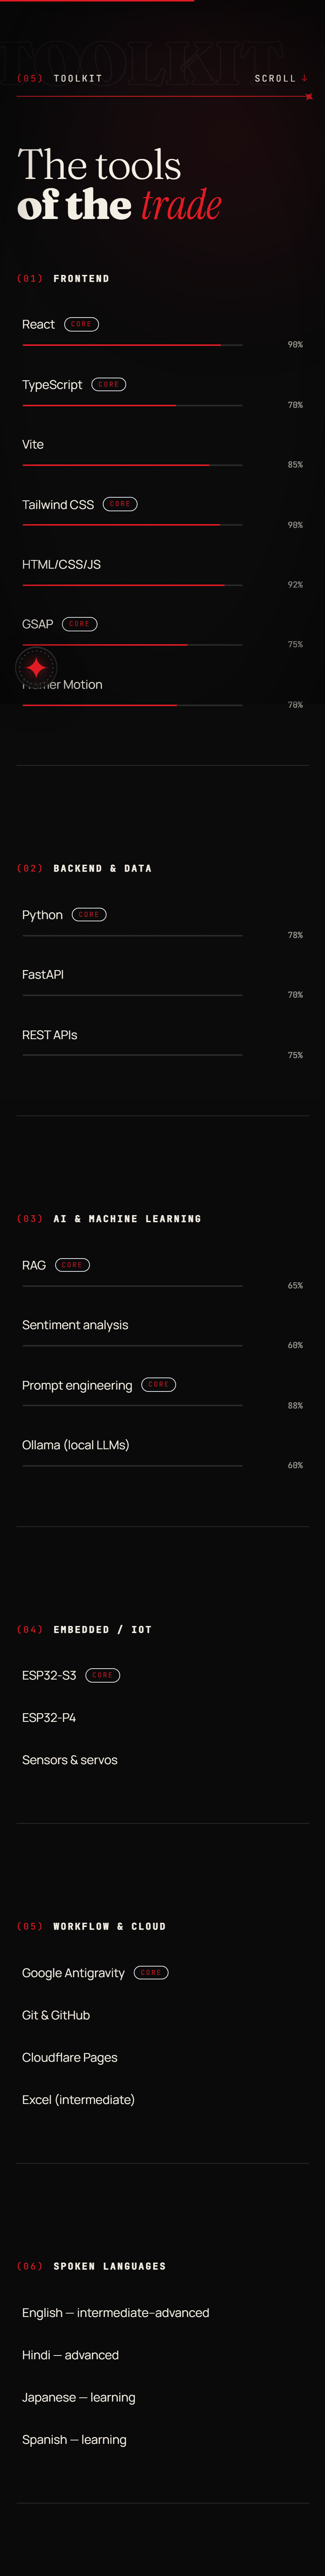 TOOLKIT
(05) TOOLKIT
SCROLL ↓
The tools
of the trade
(01) FRONTEND
React CORE
90%
TypeScript CORE
70%
Vite
85%
Tailwind CSS CORE
90%
HTML/CSS/JS
92%
GSAP CORE
75%
Motion
70%
(02) BACKEND & DATA
Python CORE
78%
FastAPI
70%
REST APIs
75%
(03) AI & MACHINE LEARNING
RAG CORE
65%
Sentiment analysis
60%
Prompt engineering CORE
88%
Ollama (local LLMs)
60%
(04) EMBEDDED / IOT
ESP32-S3 CORE
ESP32-P4
Sensors & servos
(05) WORKFLOW & CLOUD
Google Antigravity CORE
Git & GitHub
Cloudflare Pages
Excel (intermediate)
(06) SPOKEN LANGUAGES
English — intermediate–advanced
Hindi — advanced
Japanese — learning
Spanish — learning